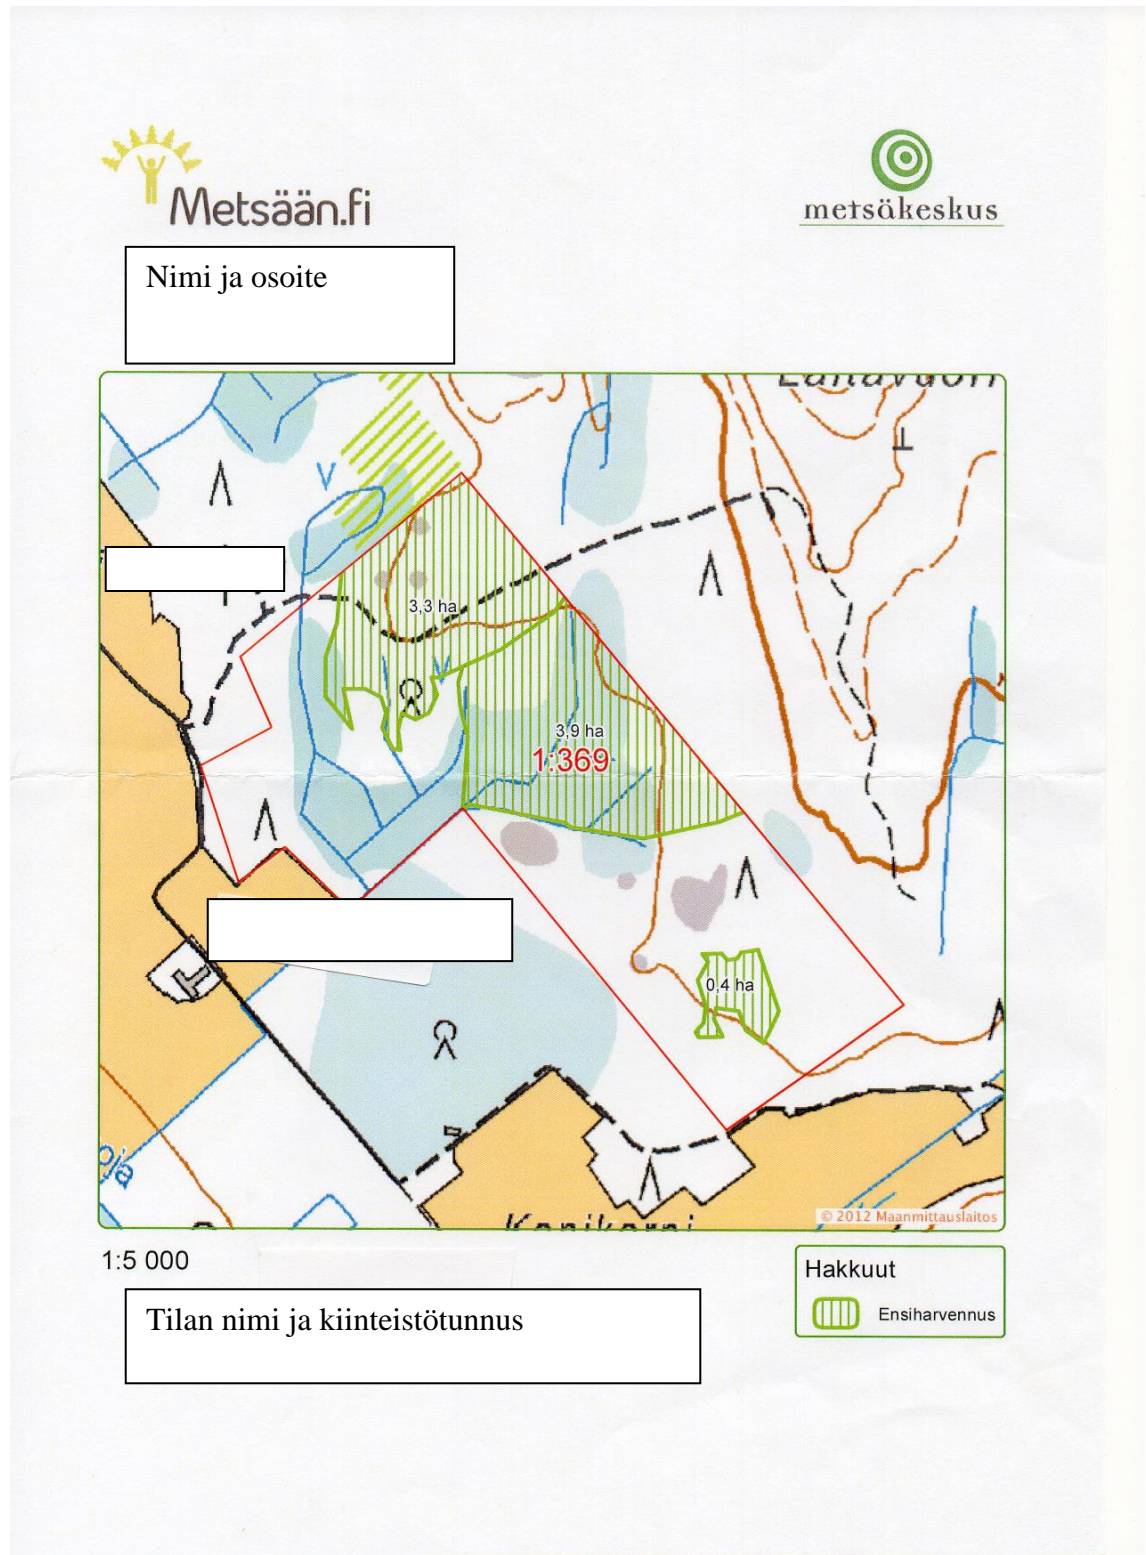 Metsään.fi
metsäkeskus
Nimi ja osoite
V
3,3 ha
V
3,9 ha
1:369
0,4 ha
oja
© 2012 Maanmittauslaitos
1:5 000
Hakkuut
Ensiharvennus
Tilan nimi ja kiinteistötunnus